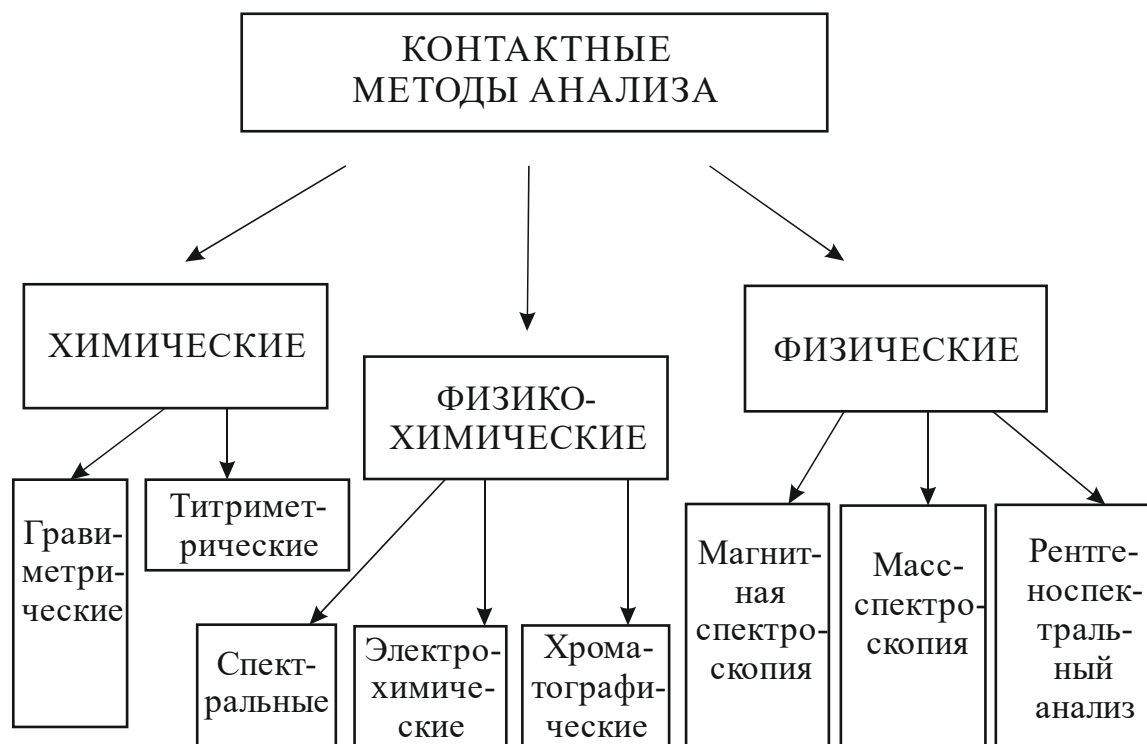 КОНТАКТНЫЕ
МЕТОДЫ АНАЛИЗА
ХИМИЧЕСКИЕ
ФИЗИКО-
ХИМИЧЕСКИЕ
ФИЗИЧЕСКИЕ
Грави-
метри-
ческие
Титримет-
рические
Спект-
ральные
Электро-
химиче-
ские
Хрома-
тографи-
ческие
Магнит-
ная
спектро-
скопия
Масс-
спектро-
скопия
Рентге-
носпек-
траль-
ный
анализ